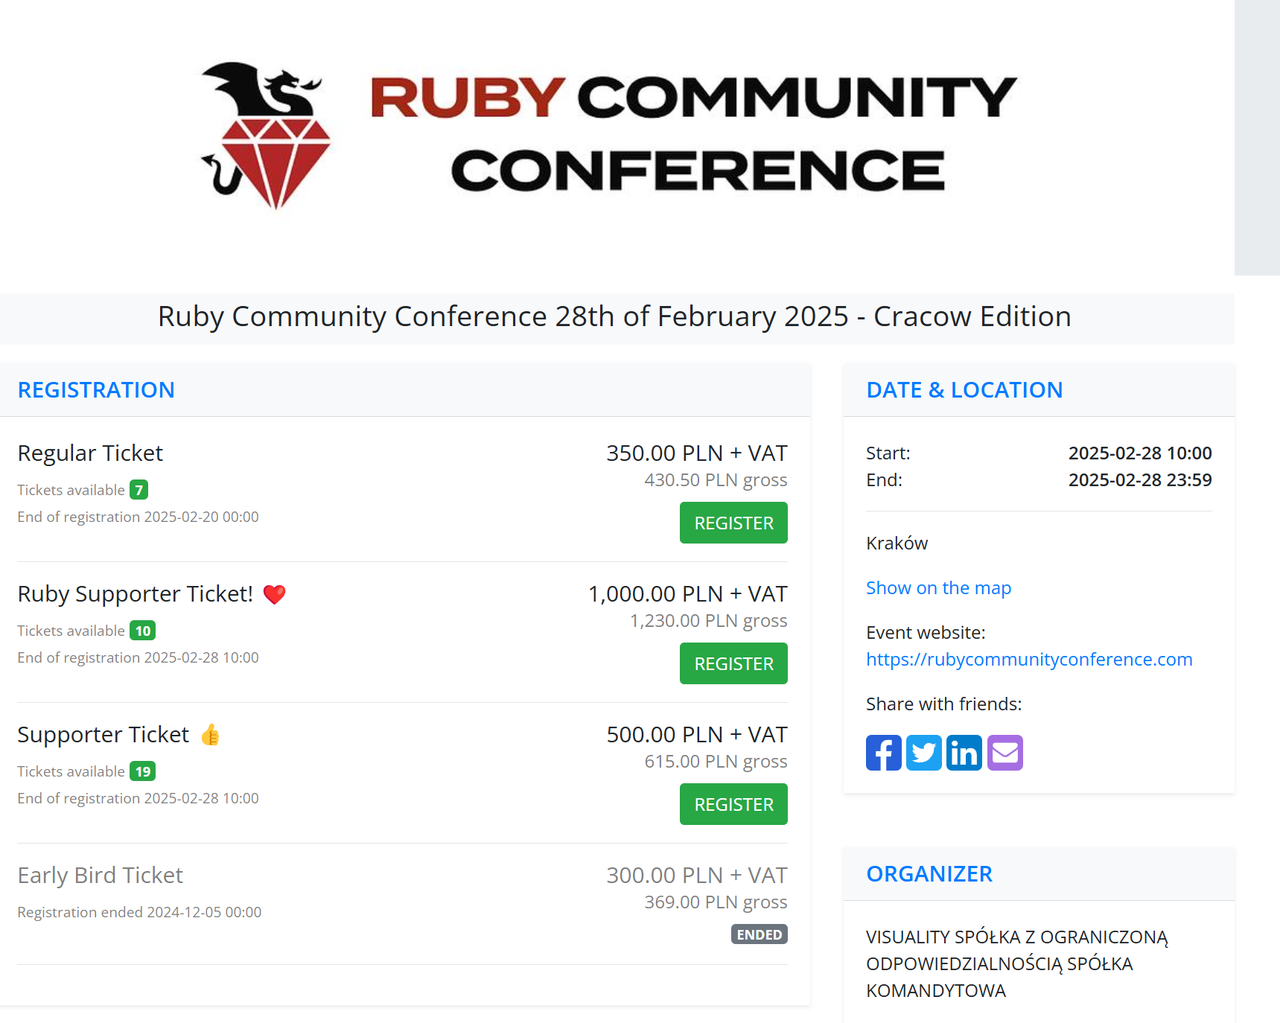 RUBY COMMUNITY
CONFERENCE
Ruby Community Conference 28th of February 2025 - Cracow Edition
REGISTRATION
Regular Ticket
350.00 PLN + VAT
Tickets available 7
430.50 PLN gross
End of registration 2025-02-20 00:00
REGISTER
Ruby Supporter Ticket! ❤️
1,000.00 PLN + VAT
Tickets available 10
1,230.00 PLN gross
End of registration 2025-02-28 10:00
REGISTER
Supporter Ticket 👍
500.00 PLN + VAT
Tickets available 19
615.00 PLN gross
End of registration 2025-02-28 10:00
REGISTER
Early Bird Ticket
300.00 PLN + VAT
Registration ended 2024-12-05 00:00
369.00 PLN gross
ENDED
DATE & LOCATION
Start: 2025-02-28 10:00
End: 2025-02-28 23:59
Kraków
Show on the map
Event website:
https://rubycommunityconference.com
Share with friends:
ORGANIZER
VISUALITY SPÓŁKA Z OGRANICZONĄ
ODPOWIEDZIALNOŚCIĄ SPÓŁKA
KOMANDYTOWA